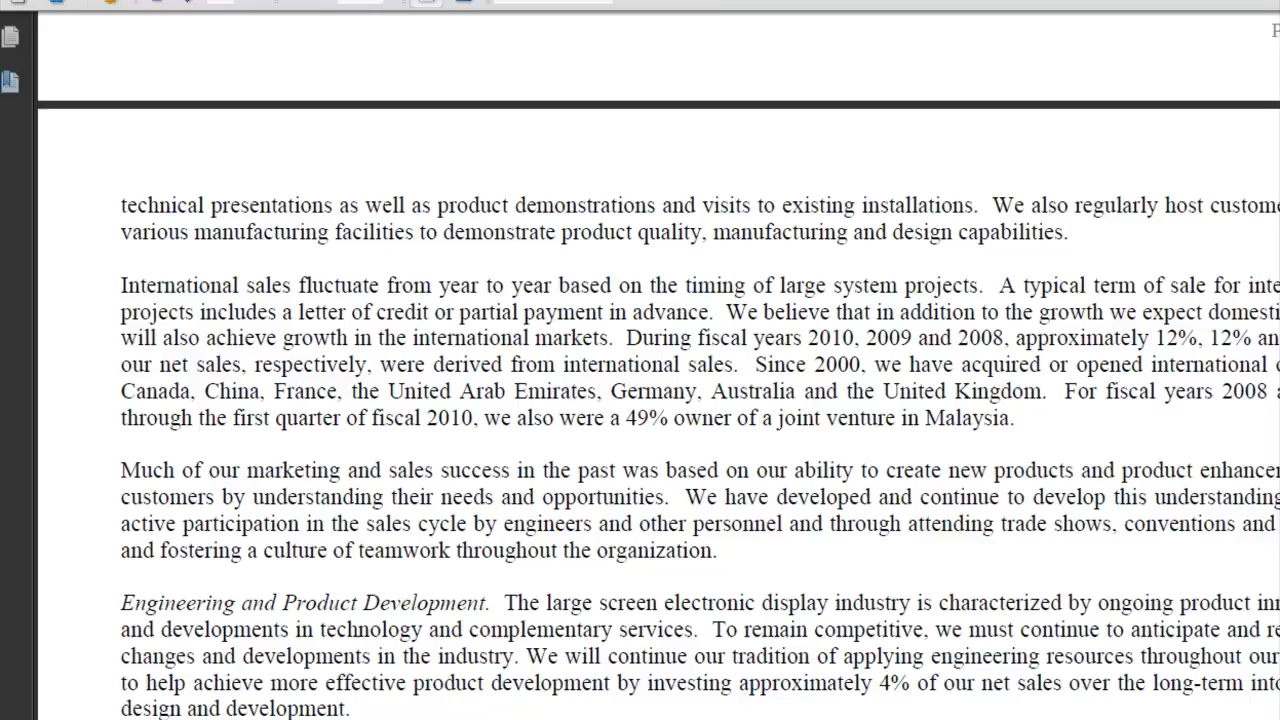 technical presentations as well as product demonstrations and visits to existing installations.  We also regularly host
various manufacturing facilities to demonstrate product quality, manufacturing and design capabilities.
International sales fluctuate from year to year based on the timing of large system projects.  A typical term of sale for
projects includes a letter of credit or partial payment in advance.  We believe that in addition to the growth we expect
will also achieve growth in the international markets.  During fiscal years 2010, 2009 and 2008, approximately 12%, 12%
our net sales, respectively, were derived from international sales.  Since 2000, we have acquired or opened international
Canada, China, France, the United Arab Emirates, Germany, Australia and the United Kingdom.  For fiscal years 2008
through the first quarter of fiscal 2010, we also were a 49% owner of a joint venture in Malaysia.
Much of our marketing and sales success in the past was based on our ability to create new products and product
customers by understanding their needs and opportunities.  We have developed and continue to develop this understanding
active participation in the sales cycle by engineers and other personnel and through attending trade shows, conventions and
and fostering a culture of teamwork throughout the organization.
Engineering and Product Development.  The large screen electronic display industry is characterized by ongoing product
and developments in technology and complementary services.  To remain competitive, we must continue to anticipate and
changes and developments in the industry. We will continue our tradition of applying engineering resources throughout our
to help achieve more effective product development by investing approximately 4% of our net sales over the long-term
design and development.